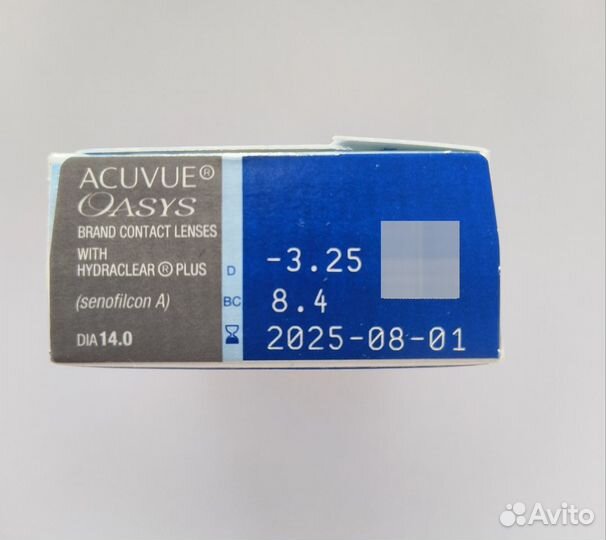 ACUVUE®
OASYS
BRAND CONTACT LENSES
WITH
HYDRACLEAR® PLUS
(senofilcon A)
DIA 14.0
D -3.25
BC 8.4
2025-08-01
Avito